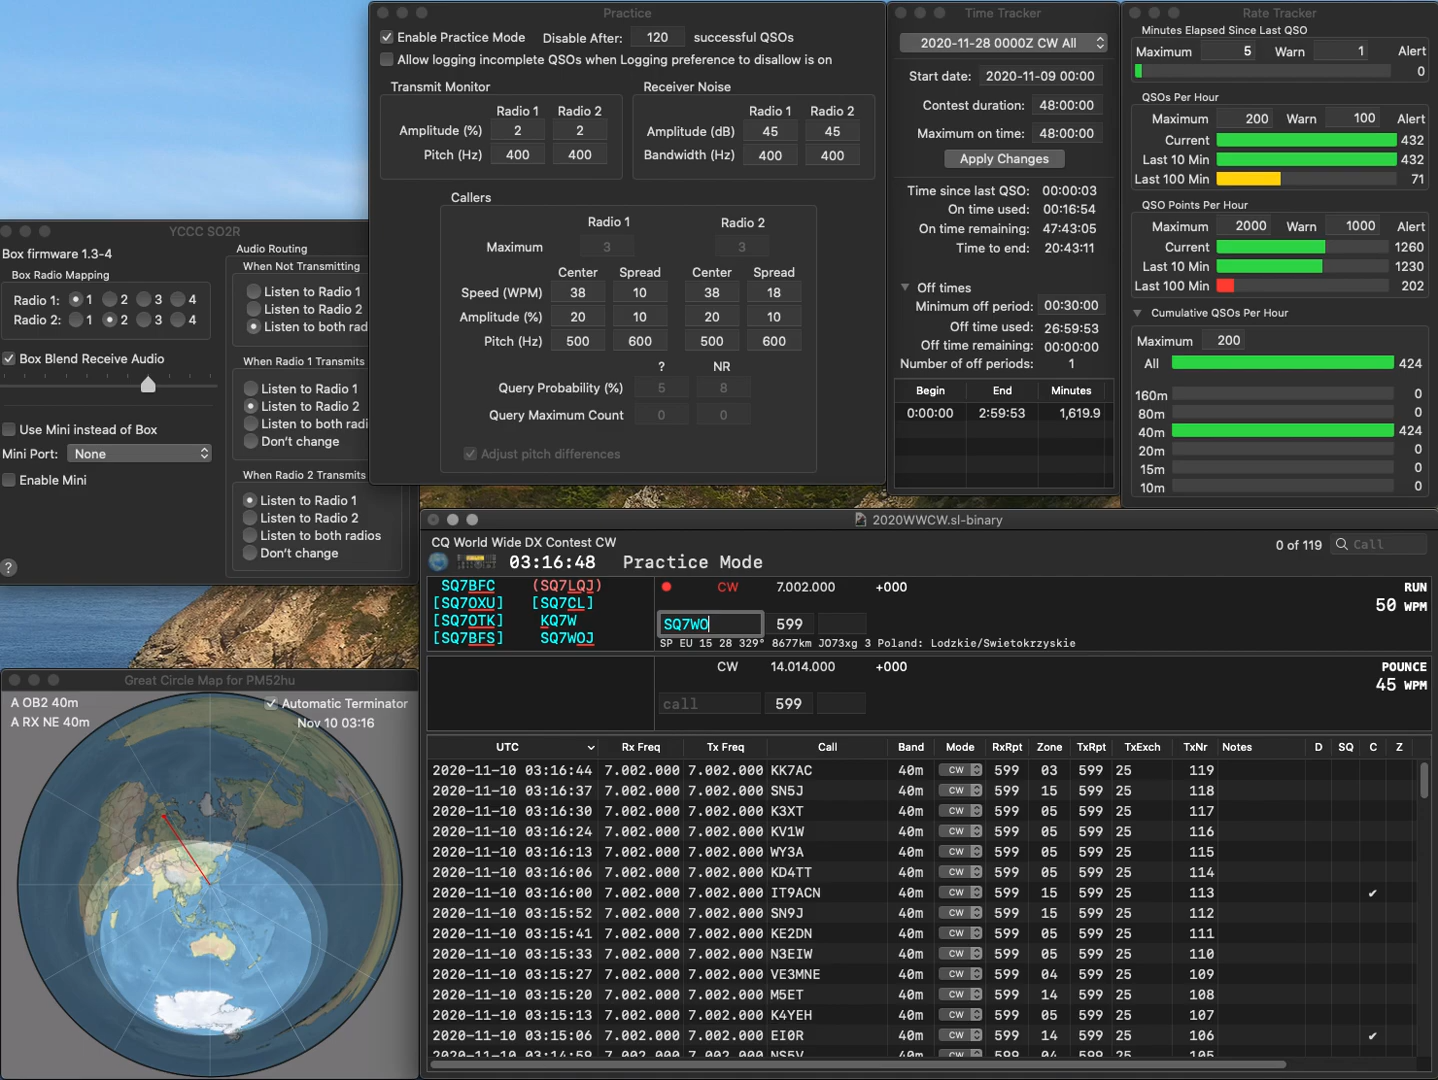 Practice
Enable Practice Mode Disable After: 120 successful QSOs
Allow logging incomplete QSOs when Logging preference to disallow is on
Transmit Monitor
Radio 1 Radio 2
Amplitude (%) 2 2
Pitch (Hz) 400 400
Receiver Noise
Radio 1 Radio 2
Amplitude (dB) 45 45
Bandwidth (Hz) 400 400
Callers
Radio 1 Radio 2
Maximum 3 3
Center Spread Center Spread
Speed (WPM) 38 10 38 18
Amplitude (%) 20 10 20 10
Pitch (Hz) 500 600 500 600
? NR
Query Probability (%) 5 8
Query Maximum Count 0 0
Adjust pitch differences
Time Tracker
2020-11-28 0000Z CW All
Start date: 2020-11-09 00:00
Contest duration: 48:00:00
Maximum on time: 48:00:00
Apply Changes
Time since last QSO: 00:00:03
On time used: 00:16:54
On time remaining: 47:43:05
Time to end: 20:43:11
Off times
Minimum off period: 00:30:00
Off time used: 26:59:53
Off time remaining: 00:00:00
Number of off periods: 1
Begin End Minutes
0:00:00 2:59:53 1,619.9
Rate Tracker
Minutes Elapsed Since Last QSO
Maximum 5 Warn 1 Alert
0
QSOs Per Hour
Maximum 200 Warn 100 Alert
Current 432
Last 10 Min 432
Last 100 Min 71
QSO Points Per Hour
Maximum 2000 Warn 1000 Alert
Current 1260
Last 10 Min 1230
Last 100 Min 202
Cumulative QSOs Per Hour
Maximum 200
All 424
160m 0
80m 0
40m 424
20m 0
15m 0
10m 0
YCCC SO2R
Box firmware 1.3-4
Box Radio Mapping
Radio 1: 1 2 3 4
Radio 2: 1 2 3 4
Box Blend Receive Audio
Use Mini instead of Box
Mini Port: None
Enable Mini
?
Audio Routing
When Not Transmitting
Listen to Radio 1
Listen to Radio 2
Listen to both rad
When Radio 1 Transmits
Listen to Radio 1
Listen to Radio 2
Listen to both radi
Don't change
When Radio 2 Transmits
Listen to Radio 1
Listen to Radio 2
Listen to both radios
Don't change
Great Circle Map for PM52hu
A OB2 40m Automatic Terminator
A RX NE 40m Nov 10 03:16
2020WWCW.sl-binary
CQ World Wide DX Contest CW
0 of 119 Call
03:16:48 Practice Mode
SQ7BFC (SQ7LQJ)
[SQ7OXU] [SQ7CL]
[SQ7OTK] KQ7W
[SQ7BFS] SQ7WOJ
CW 7.002.000 +000 RUN
50 WPM
SQ7WO 599
SP EU 15 28 329° 8677km JO73xg 3 Poland: Lodzkie/Swietokrzyskie
CW 14.014.000 +000 POUNCE
45 WPM
call 599
UTC Rx Freq Tx Freq Call Band Mode RxRpt Zone TxRpt TxExch TxNr Notes D SQ C Z
2020-11-10 03:16:44 7.002.000 7.002.000 KK7AC 40m CW 599 03 599 25 119
2020-11-10 03:16:37 7.002.000 7.002.000 SN5J 40m CW 599 15 599 25 118
2020-11-10 03:16:30 7.002.000 7.002.000 K3XT 40m CW 599 05 599 25 117
2020-11-10 03:16:24 7.002.000 7.002.000 KV1W 40m CW 599 05 599 25 116
2020-11-10 03:16:13 7.002.000 7.002.000 WY3A 40m CW 599 05 599 25 115
2020-11-10 03:16:06 7.002.000 7.002.000 KD4TT 40m CW 599 05 599 25 114
2020-11-10 03:16:00 7.002.000 7.002.000 IT9ACN 40m CW 599 15 599 25 113 ✔
2020-11-10 03:15:52 7.002.000 7.002.000 SN9J 40m CW 599 15 599 25 112
2020-11-10 03:15:41 7.002.000 7.002.000 KE2DN 40m CW 599 05 599 25 111
2020-11-10 03:15:33 7.002.000 7.002.000 N3EIW 40m CW 599 05 599 25 110
2020-11-10 03:15:27 7.002.000 7.002.000 VE3MNE 40m CW 599 04 599 25 109
2020-11-10 03:15:20 7.002.000 7.002.000 M5ET 40m CW 599 14 599 25 108
2020-11-10 03:15:13 7.002.000 7.002.000 K4YEH 40m CW 599 05 599 25 107
2020-11-10 03:15:06 7.002.000 7.002.000 EI0R 40m CW 599 14 599 25 106 ✔
2020-11-10 03:14:59 7.002.000 7.002.000 NS5V 40m CW 599 04 599 25 105